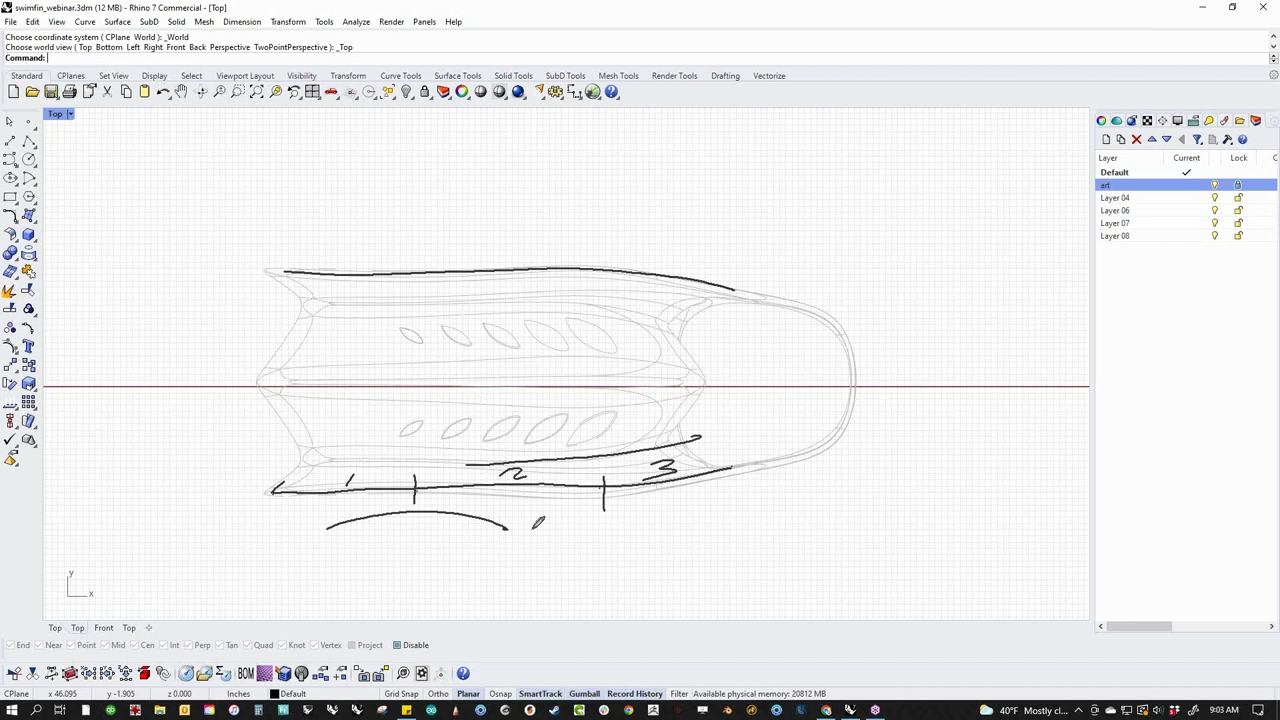 swimfin_webinar.3dm (12 MB) - Rhino 7 Commercial - [Top]
File Edit View Curve Surface SubD Solid Mesh Dimension Transform Tools Analyze Render Panels Help
Choose coordinate system ( CPlane World ): _World
Choose world view ( Top Bottom Left Right Front Back Perspective TwoPointPerspective ): _Top
Command:
Standard CPlanes Set View Display Select Viewport Layout Visibility Transform Curve Tools Surface Tools Solid Tools SubD Tools Mesh Tools Render Tools Drafting Vectorize
Top
Layer Current Lock C
Default
art
Layer 04
Layer 06
Layer 07
Layer 08
1 2 3
y
x
Top Top Front Top
End Near Point Mid Cen Int Perp Tan Quad Knot Vertex Project Disable
BOM
CPlane x 46.095 y -1.905 z 0.000 Inches Default Grid Snap Ortho Planar Osnap SmartTrack Gumball Record History Filter Available physical memory: 20812 MB
40°F Mostly cl... 9:03 AM